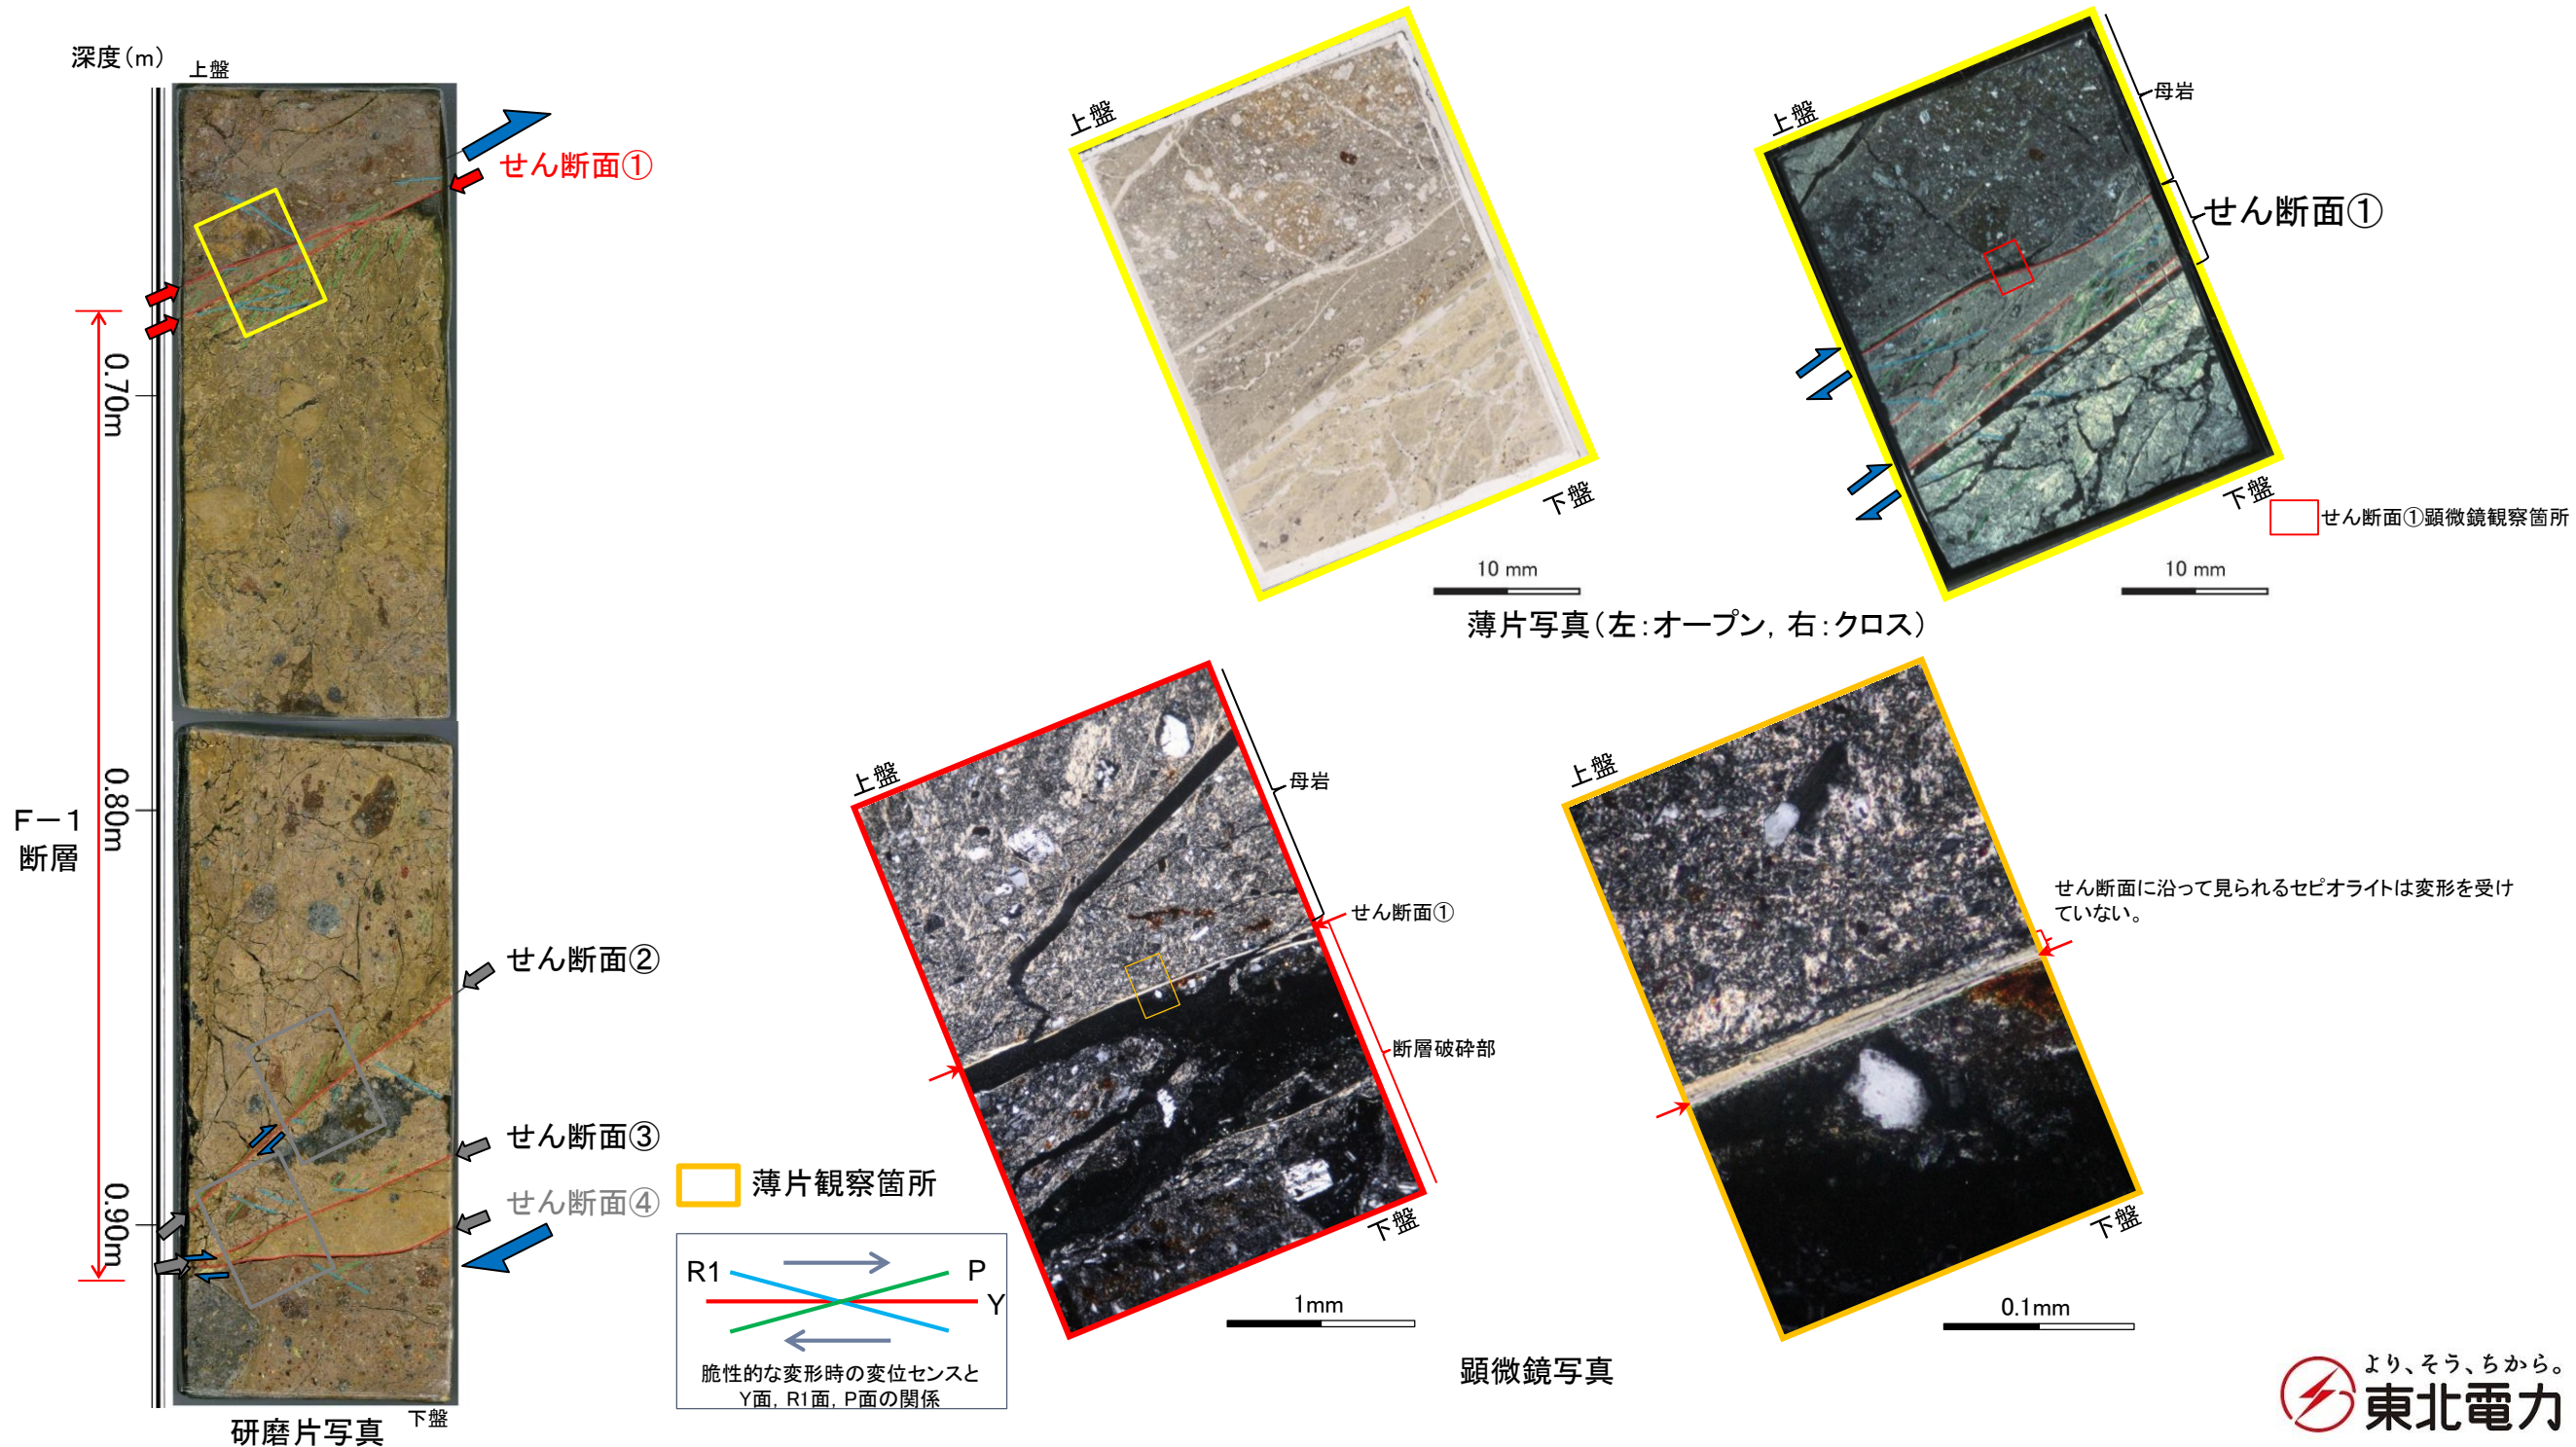 深度(m)
上盤
せん断面①
0.70m
0.80m
F－1
断層
0.90m
せん断面②
せん断面③
せん断面④
下盤
研磨片写真
薄片観察箇所
R1
P
Y
脆性的な変形時の変位センスと
Y面，R1面，P面の関係
上盤
下盤
10 mm
上盤
母岩
せん断面①
下盤
せん断面①顕微鏡観察箇所
10 mm
薄片写真(左:オープン，右:クロス)
上盤
母岩
せん断面①
断層破砕部
下盤
1mm
上盤
せん断面に沿って見られるセピオライトは変形を受け
ていない。
下盤
0.1mm
顕微鏡写真
より、そう、ちから。
東北電力